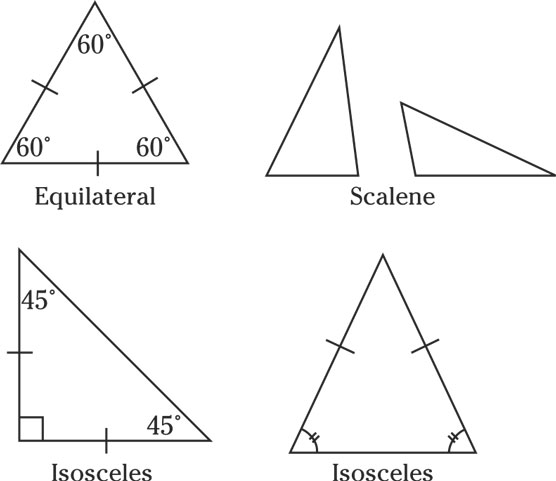 60°
60° 60°
Equilateral
Scalene
45°
45°
Isosceles
Isosceles